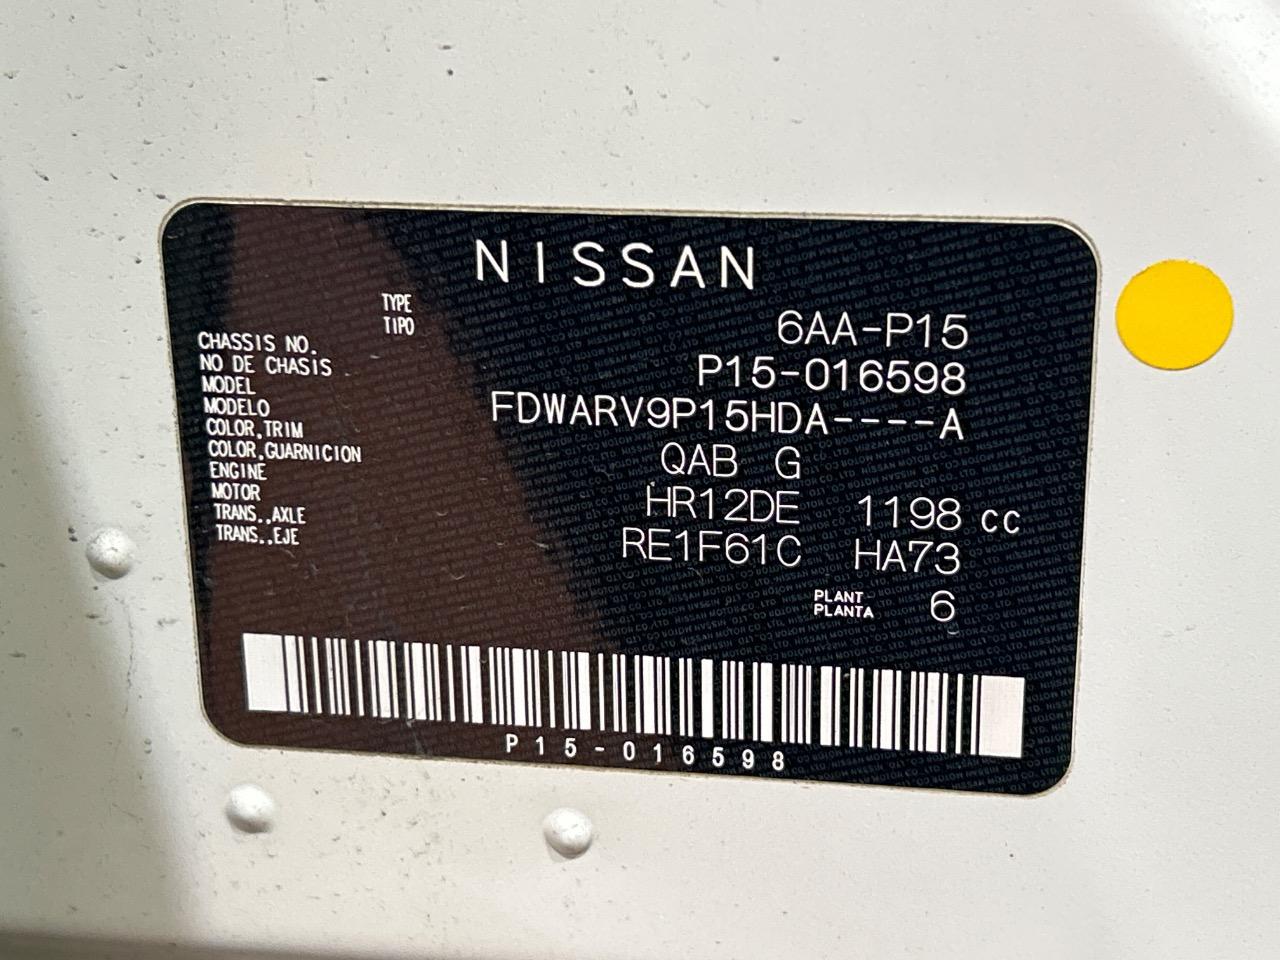 NISSAN
TYPE
TIPO
6AA-P15
CHASSIS NO.
NO DE CHASIS
P15-016598
MODEL
MODELO
FDWARV9P15HDA----A
COLOR,TRIM
COLOR,GUARNICION
QAB G
ENGINE
MOTOR
HR12DE 1198 cc
TRANS.,AXLE
TRANS.,EJE
RE1F61C HA73
PLANT
PLANTA
6
P15-016598